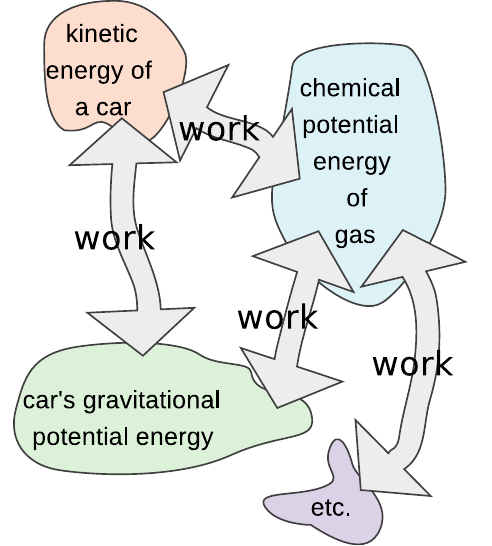 kinetic
energy of
a car
work
chemical
potential
energy
of
gas
work
work
work
car's gravitational
potential energy
etc.